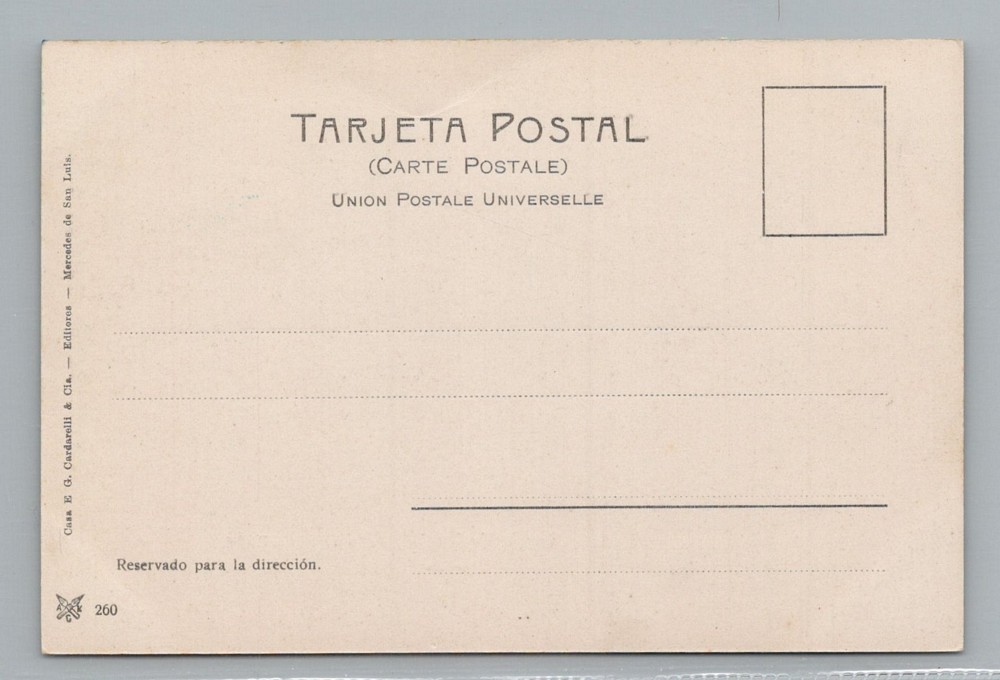 TARJETA POSTAL
(CARTE POSTALE)
UNION POSTALE UNIVERSELLE
Casa E G. Cardarelli & Cia. — Editores — Mercedes de San Luis.
Reservado para la dirección.
260